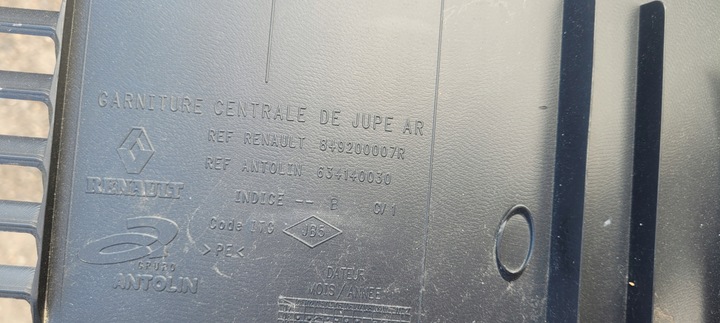 GARNITURE CENTRALE DE JUPE AR
REF RENAULT 849200007R
REF ANTOLIN 634140030
RENAULT
INDICE -- B C/1
Code ITG JBS
>PE<
GRUPO
ANTOLIN
DATEUR
MOIS/ANNEE